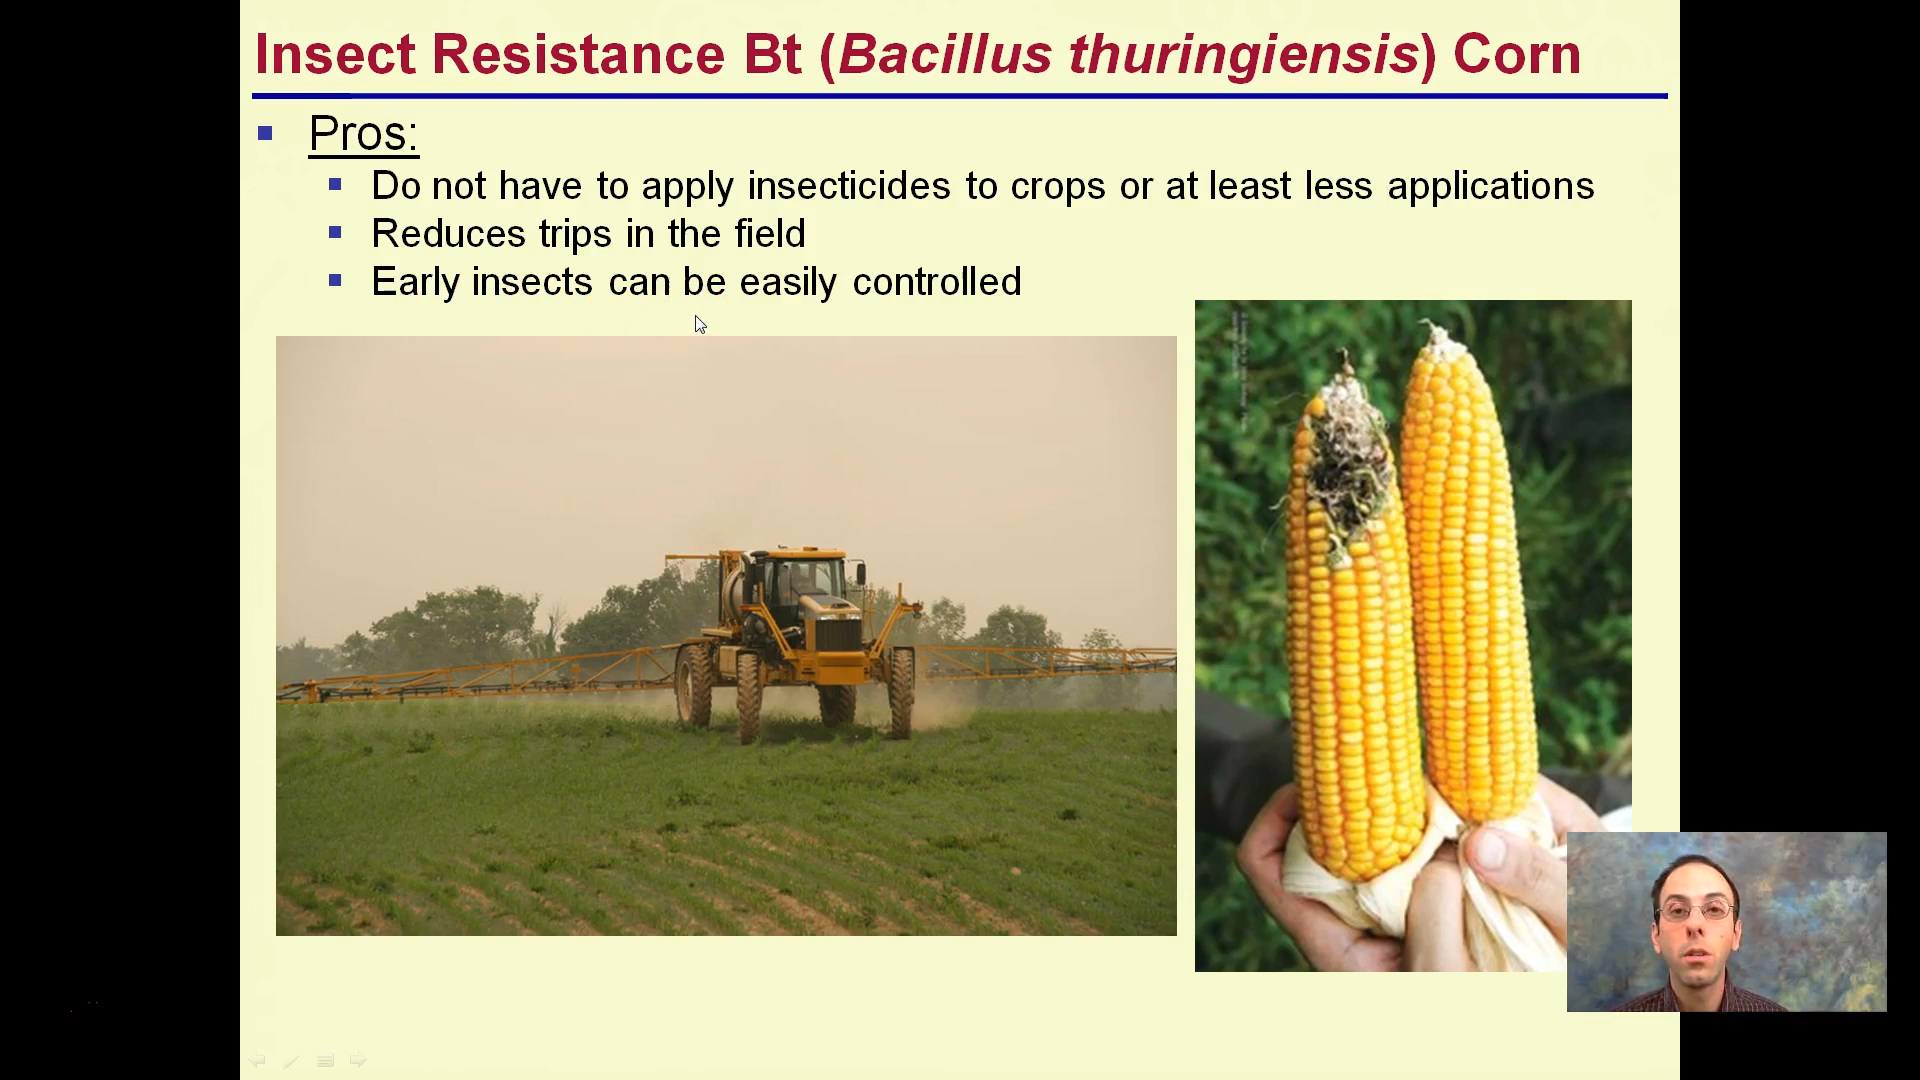 Insect Resistance Bt (Bacillus thuringiensis) Corn
Pros:
Do not have to apply insecticides to crops or at least less applications
Reduces trips in the field
Early insects can be easily controlled